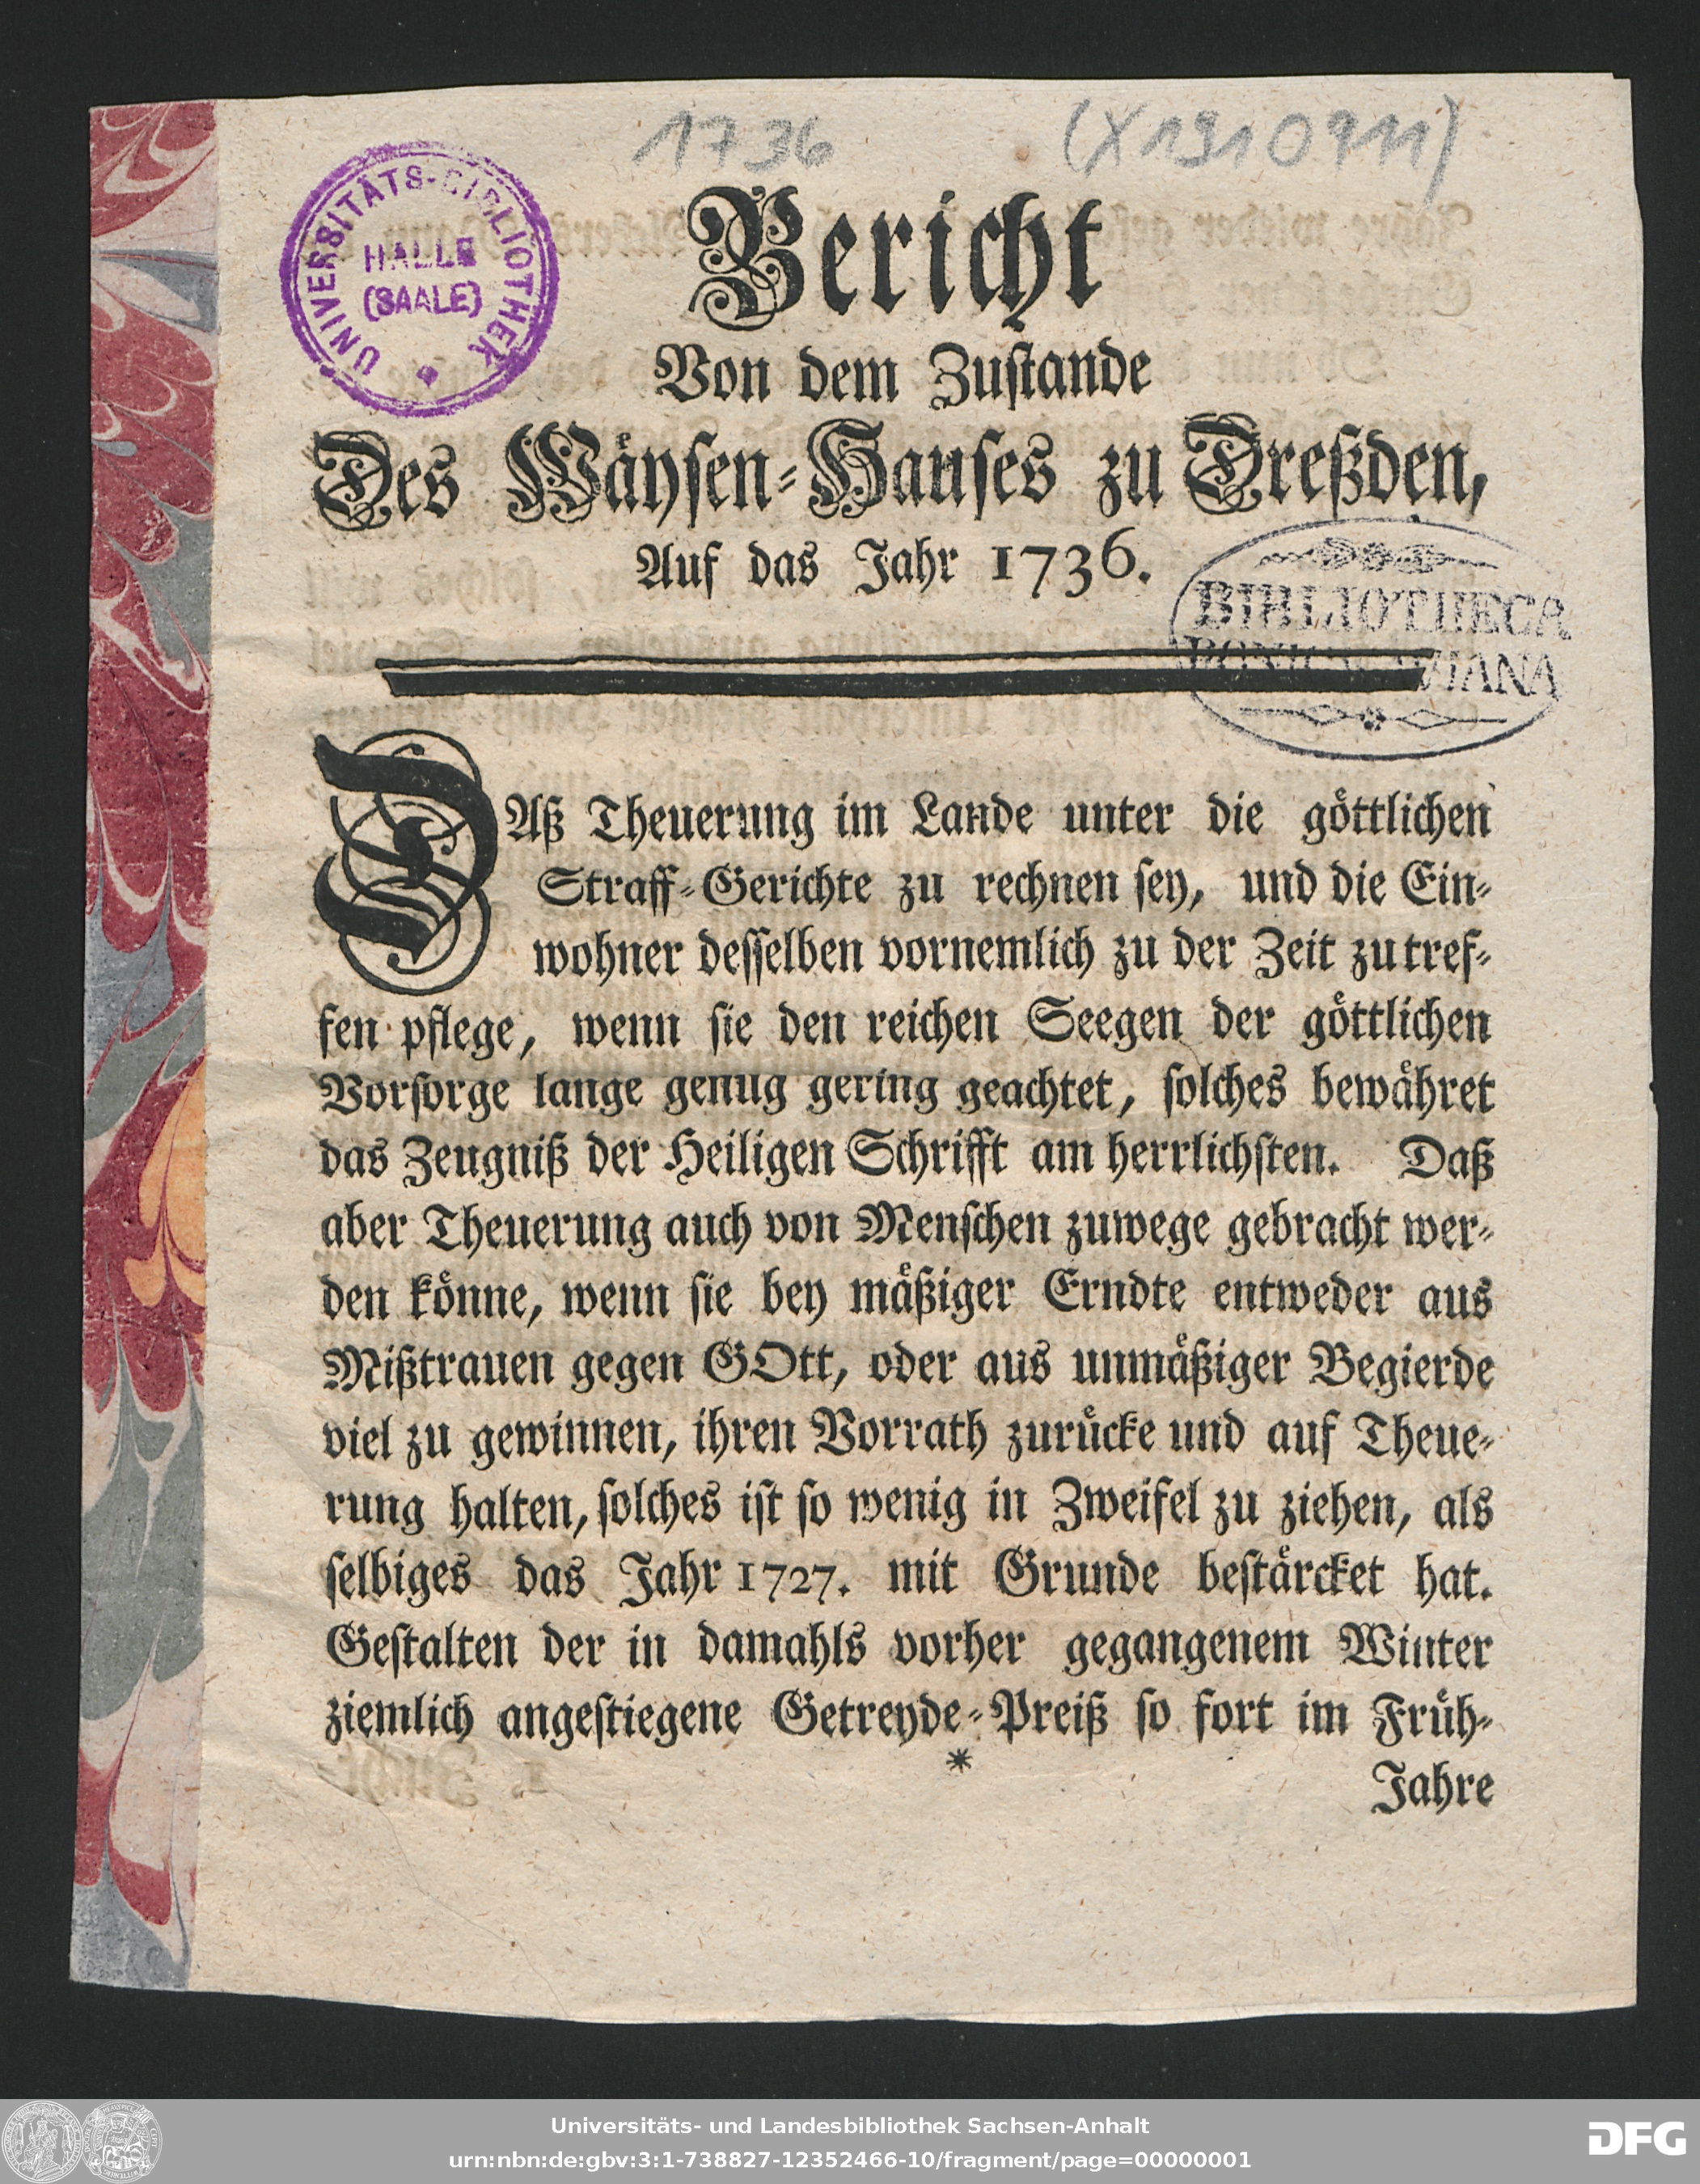 1736 (X1910911)
UNIVERSITÄTS-BIBLIOTHEK
HALLE
(SAALE)
Bericht
Von dem Zuſtande
Des Wäyſen-Hauſes zu Dreßden,
Auf das Jahr 1736.
BIBLIOTHECA
DAß Theuerung im Lande unter die göttlichen
Straff-Gerichte zu rechnen ſey, und die Ein-
wohner deſſelben vornemlich zu der Zeit zu tref-
fen pflege, wenn ſie den reichen Seegen der göttlichen
Vorſorge lange genug gering geachtet, ſolches bewähret
das Zeugniß der Heiligen Schrifft am herrlichſten. Daß
aber Theuerung auch von Menſchen zuwege gebracht wer-
den könne, wenn ſie bey mäßiger Erndte entweder aus
Mißtrauen gegen GOtt, oder aus unmäßiger Begierde
viel zu gewinnen, ihren Vorrath zurücke und auf Theue-
rung halten, ſolches iſt ſo wenig in Zweifel zu ziehen, als
ſelbiges das Jahr 1727. mit Grunde beſtärcket hat.
Geſtalten der in damahls vorher gegangenem Winter
ziemlich angeſtiegene Getreyde-Preiß ſo fort im Früh-
*
Jahre
Universitäts- und Landesbibliothek Sachsen-Anhalt
urn:nbn:de:gbv:3:1-738827-12352466-10/fragment/page=00000001
DFG